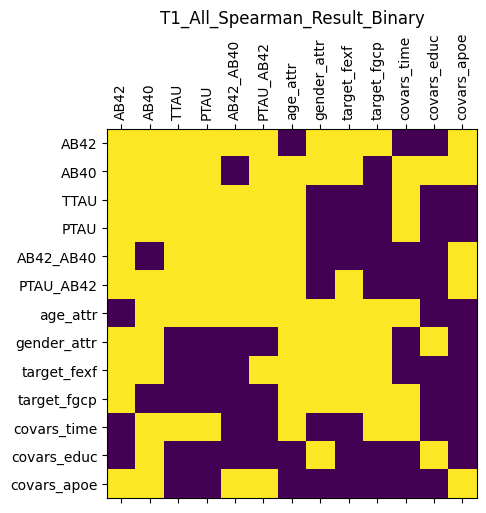 T1_All_Spearman_Result_Binary
AB42
AB40
TTAU
PTAU
AB42_AB40
PTAU_AB42
age_attr
gender_attr
target_fexf
target_fgcp
covars_time
covars_educ
covars_apoe
AB42
AB40
TTAU
PTAU
AB42_AB40
PTAU_AB42
age_attr
gender_attr
target_fexf
target_fgcp
covars_time
covars_educ
covars_apoe